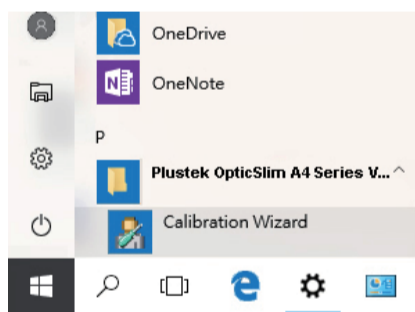 OneDrive
OneNote
P
Plustek OpticSlim A4 Series V...
Calibration Wizard